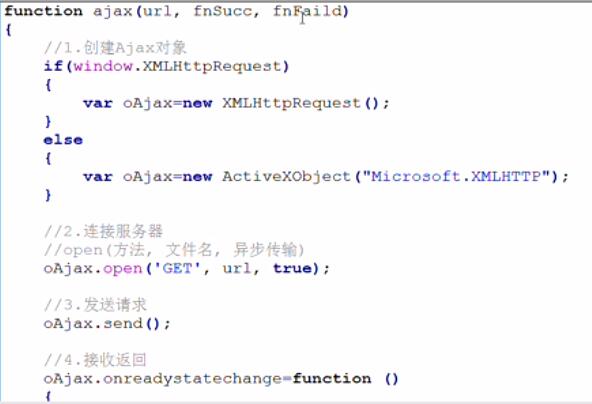 function ajax(url, fnSucc, fnFaild)
{
    //1.创建Ajax对象
    if(window.XMLHttpRequest)
    {
        var oAjax=new XMLHttpRequest();
    }
    else
    {
        var oAjax=new ActiveXObject("Microsoft.XMLHTTP");
    }
    //2.连接服务器
    //open(方法, 文件名, 异步传输)
    oAjax.open('GET', url, true);
    //3.发送请求
    oAjax.send();
    //4.接收返回
    oAjax.onreadystatechange=function ()
    {